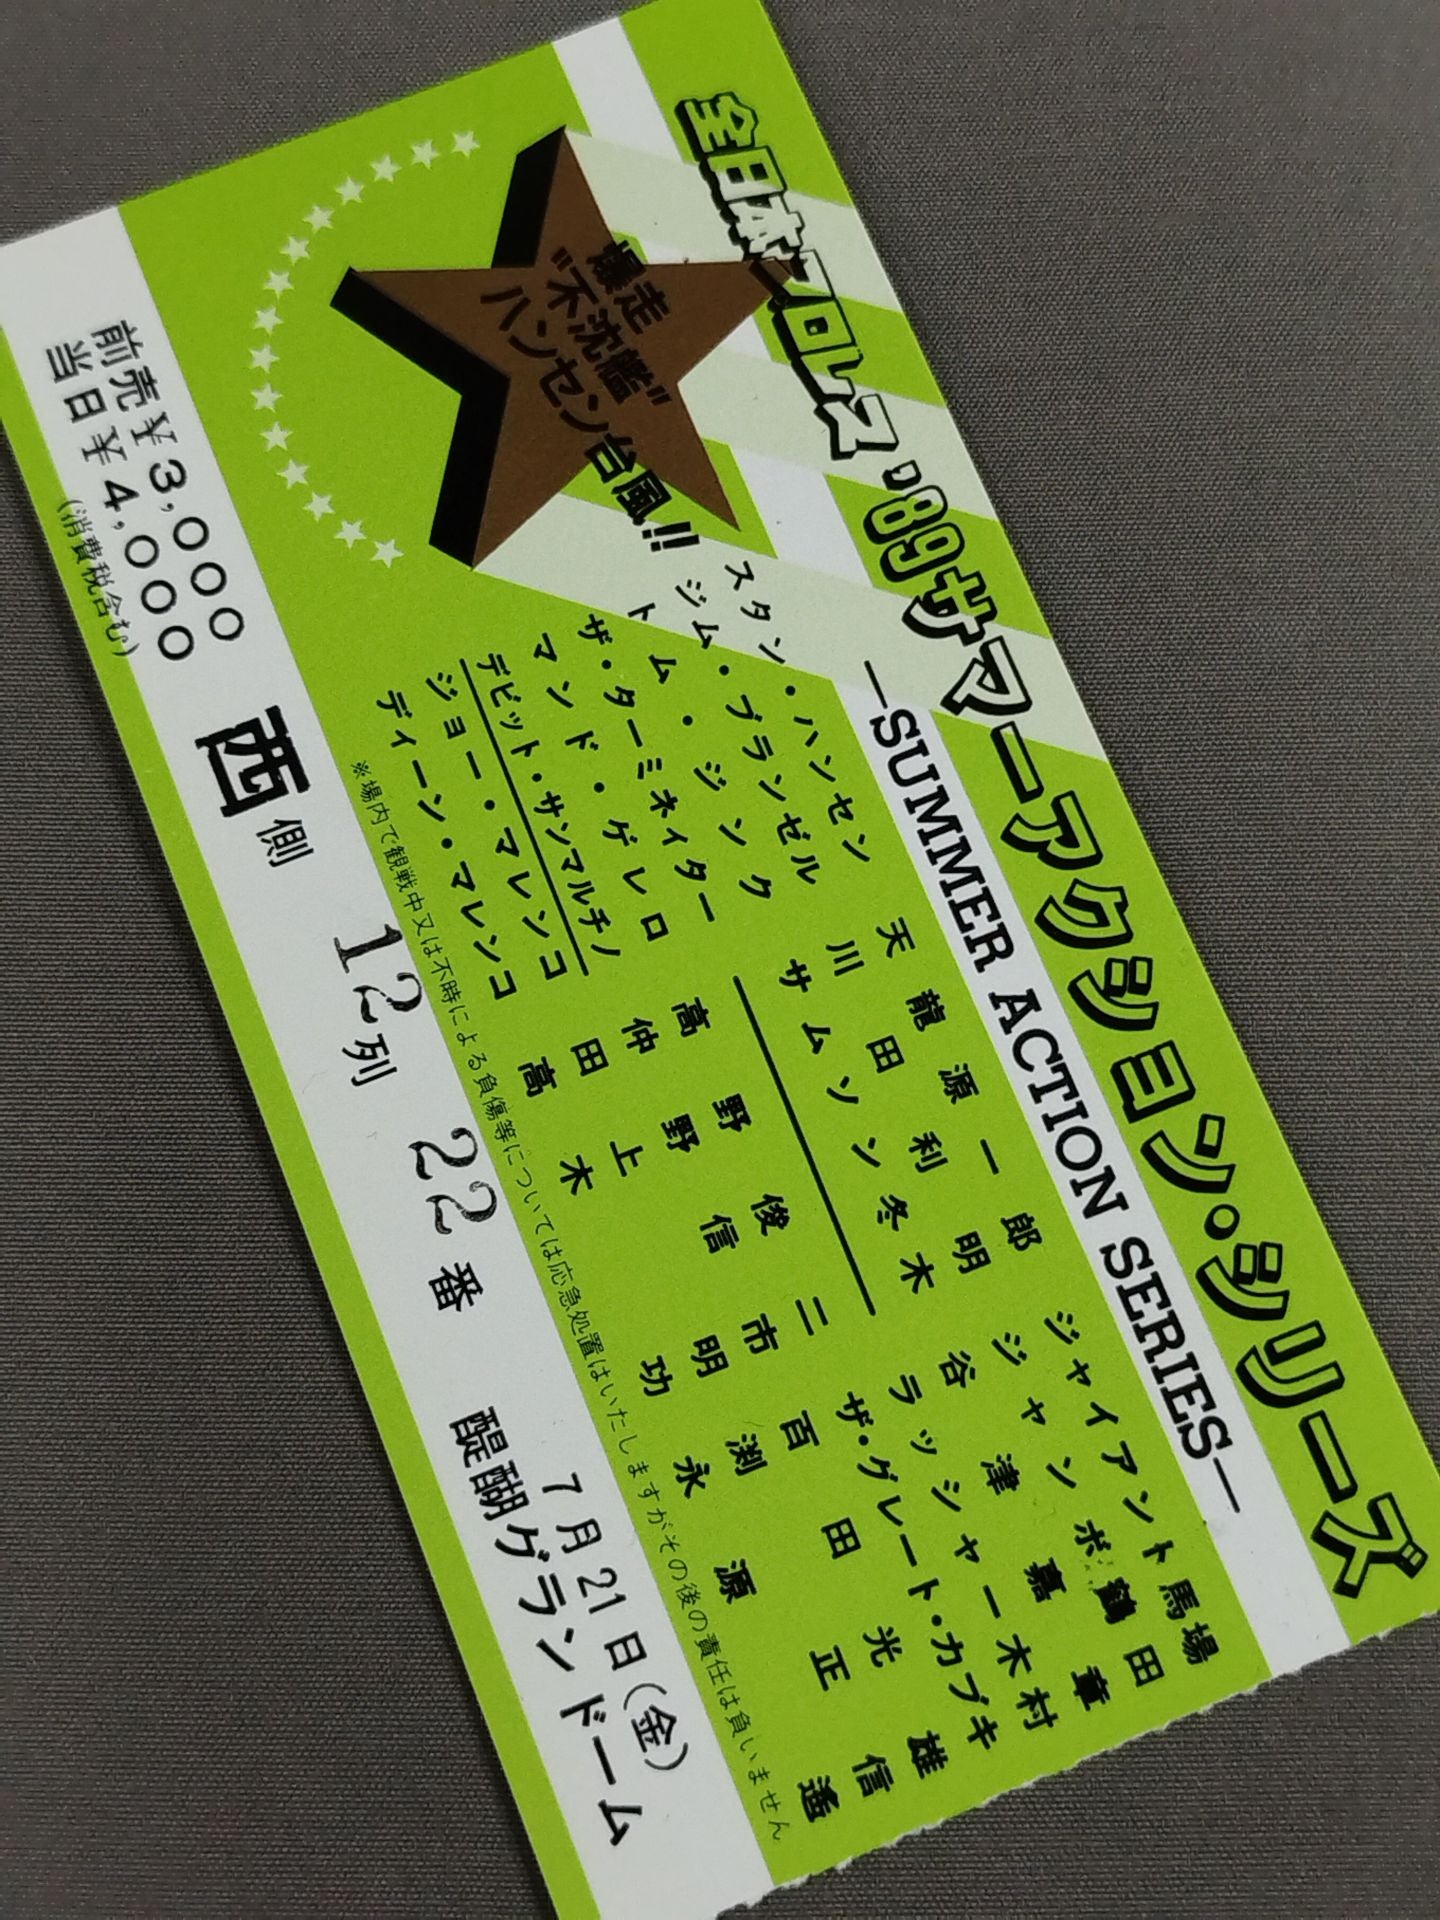 全日本プロレス '89サマーアクション・シリーズ
—SUMMER ACTION SERIES—
爆走
"不沈艦"
ハンセン台風!!
スタン・ハンセン
ジム・ブランゼル
トム・ジンク
ザ・ターミネイター
マンド・ゲレロ
デビット・サンマルチノ
ジョー・マレンコ
ディーン・マレンコ
天龍源一郎
川田利明
サムソン冬木
高野俊二
仲野信市
田上明
高木功
ジャイアント馬場
ジャンボ鶴田
谷津嘉章
ラッシャー木村
ザ・グレート・カブキ
百田光雄
渕正信
永源遙
※場内で観戦中又は不時による負傷等については応急処置はいたしますがその後の責任は負いません
前売¥3,000
当日¥4,000
(消費税含む)
西側 12列 22番
7月21日(金)
醍醐グランドーム